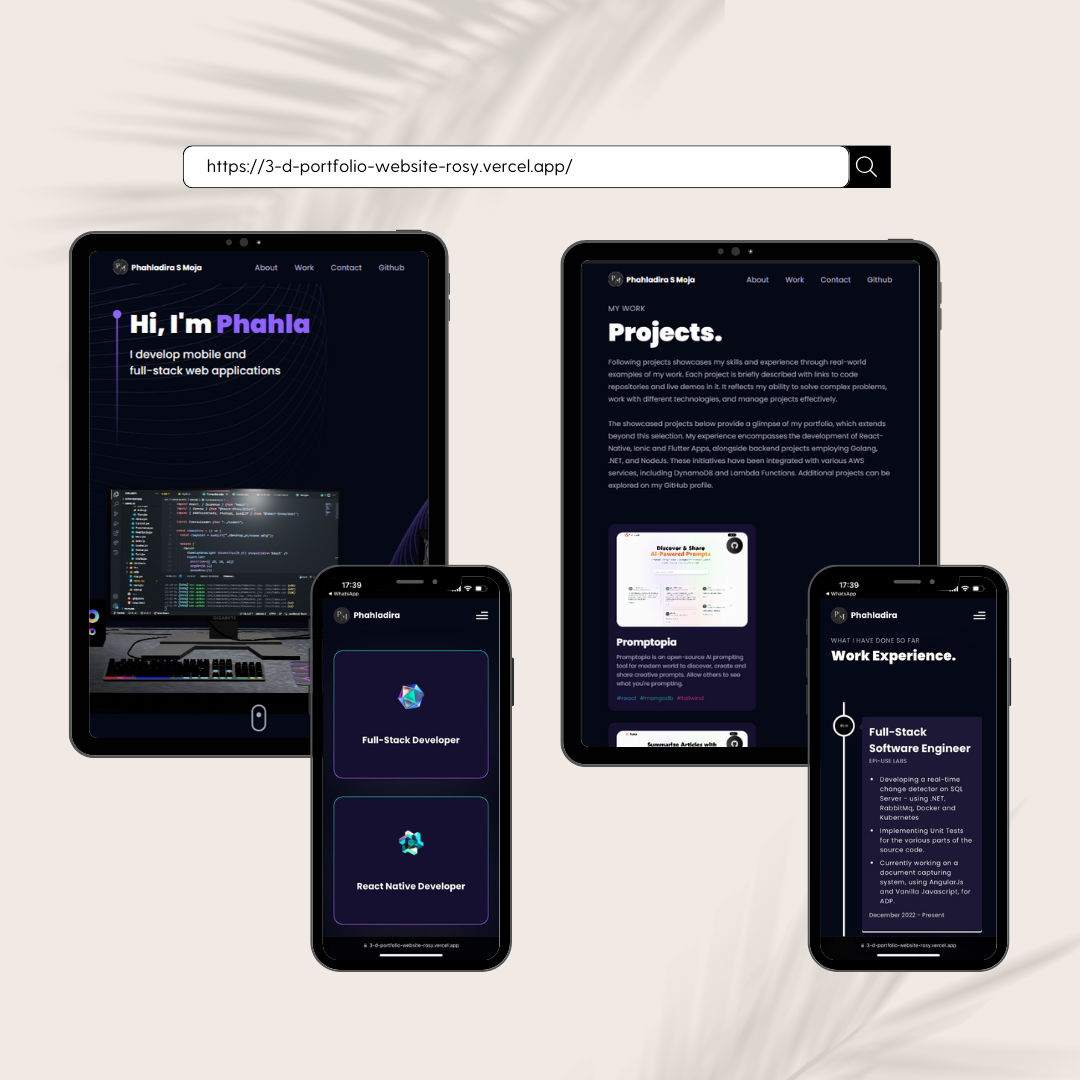 https://3-d-portfolio-website-rosy.vercel.app/
Phahladira S Moja
About Work Contact Github
Hi, I'm Phahla
I develop mobile and
full-stack web applications
17:39
WhatsApp
Phahladira
Full-Stack Developer
React Native Developer
3-d-portfolio-website-rosy.vercel.app
Phahladira S Moja
About Work Contact Github
MY WORK
Projects.
Following projects showcases my skills and experience through real-world
examples of my work. Each project is briefly described with links to code
repositories and live demos in it. It reflects my ability to solve complex problems,
work with different technologies, and manage projects effectively.
The showcased projects below provide a glimpse of my portfolio, which extends
beyond this selection. My experience encompasses the development of React-
Native, Ionic and Flutter Apps, alongside backend projects employing Golang,
.NET, and NodeJs. These initiatives have been integrated with various AWS
services, including DynamoDB and Lambda Functions. Additional projects can be
explored on my GitHub profile.
Discover & Share
AI-Powered Prompts
Promptopia
Promptopia is an open-source AI prompting
tool for modern world to discover, create and
share creative prompts. Allow others to see
what you're prompting.
#react #mongodb #tailwind
Summarize Articles with
17:39
WhatsApp
Phahladira
WHAT I HAVE DONE SO FAR
Work Experience.
Full-Stack
Software Engineer
EPI-USE LABS
Developing a real-time
change detector on SQL
Server - using .NET,
RabbitMq, Docker and
Kubernetes
Implementing Unit Tests
for the various parts of the
source code.
Currently working on a
document capturing
system, using AngularJs
and Vanilla Javascript, for
ADP.
December 2022 - Present
3-d-portfolio-website-rosy.vercel.app